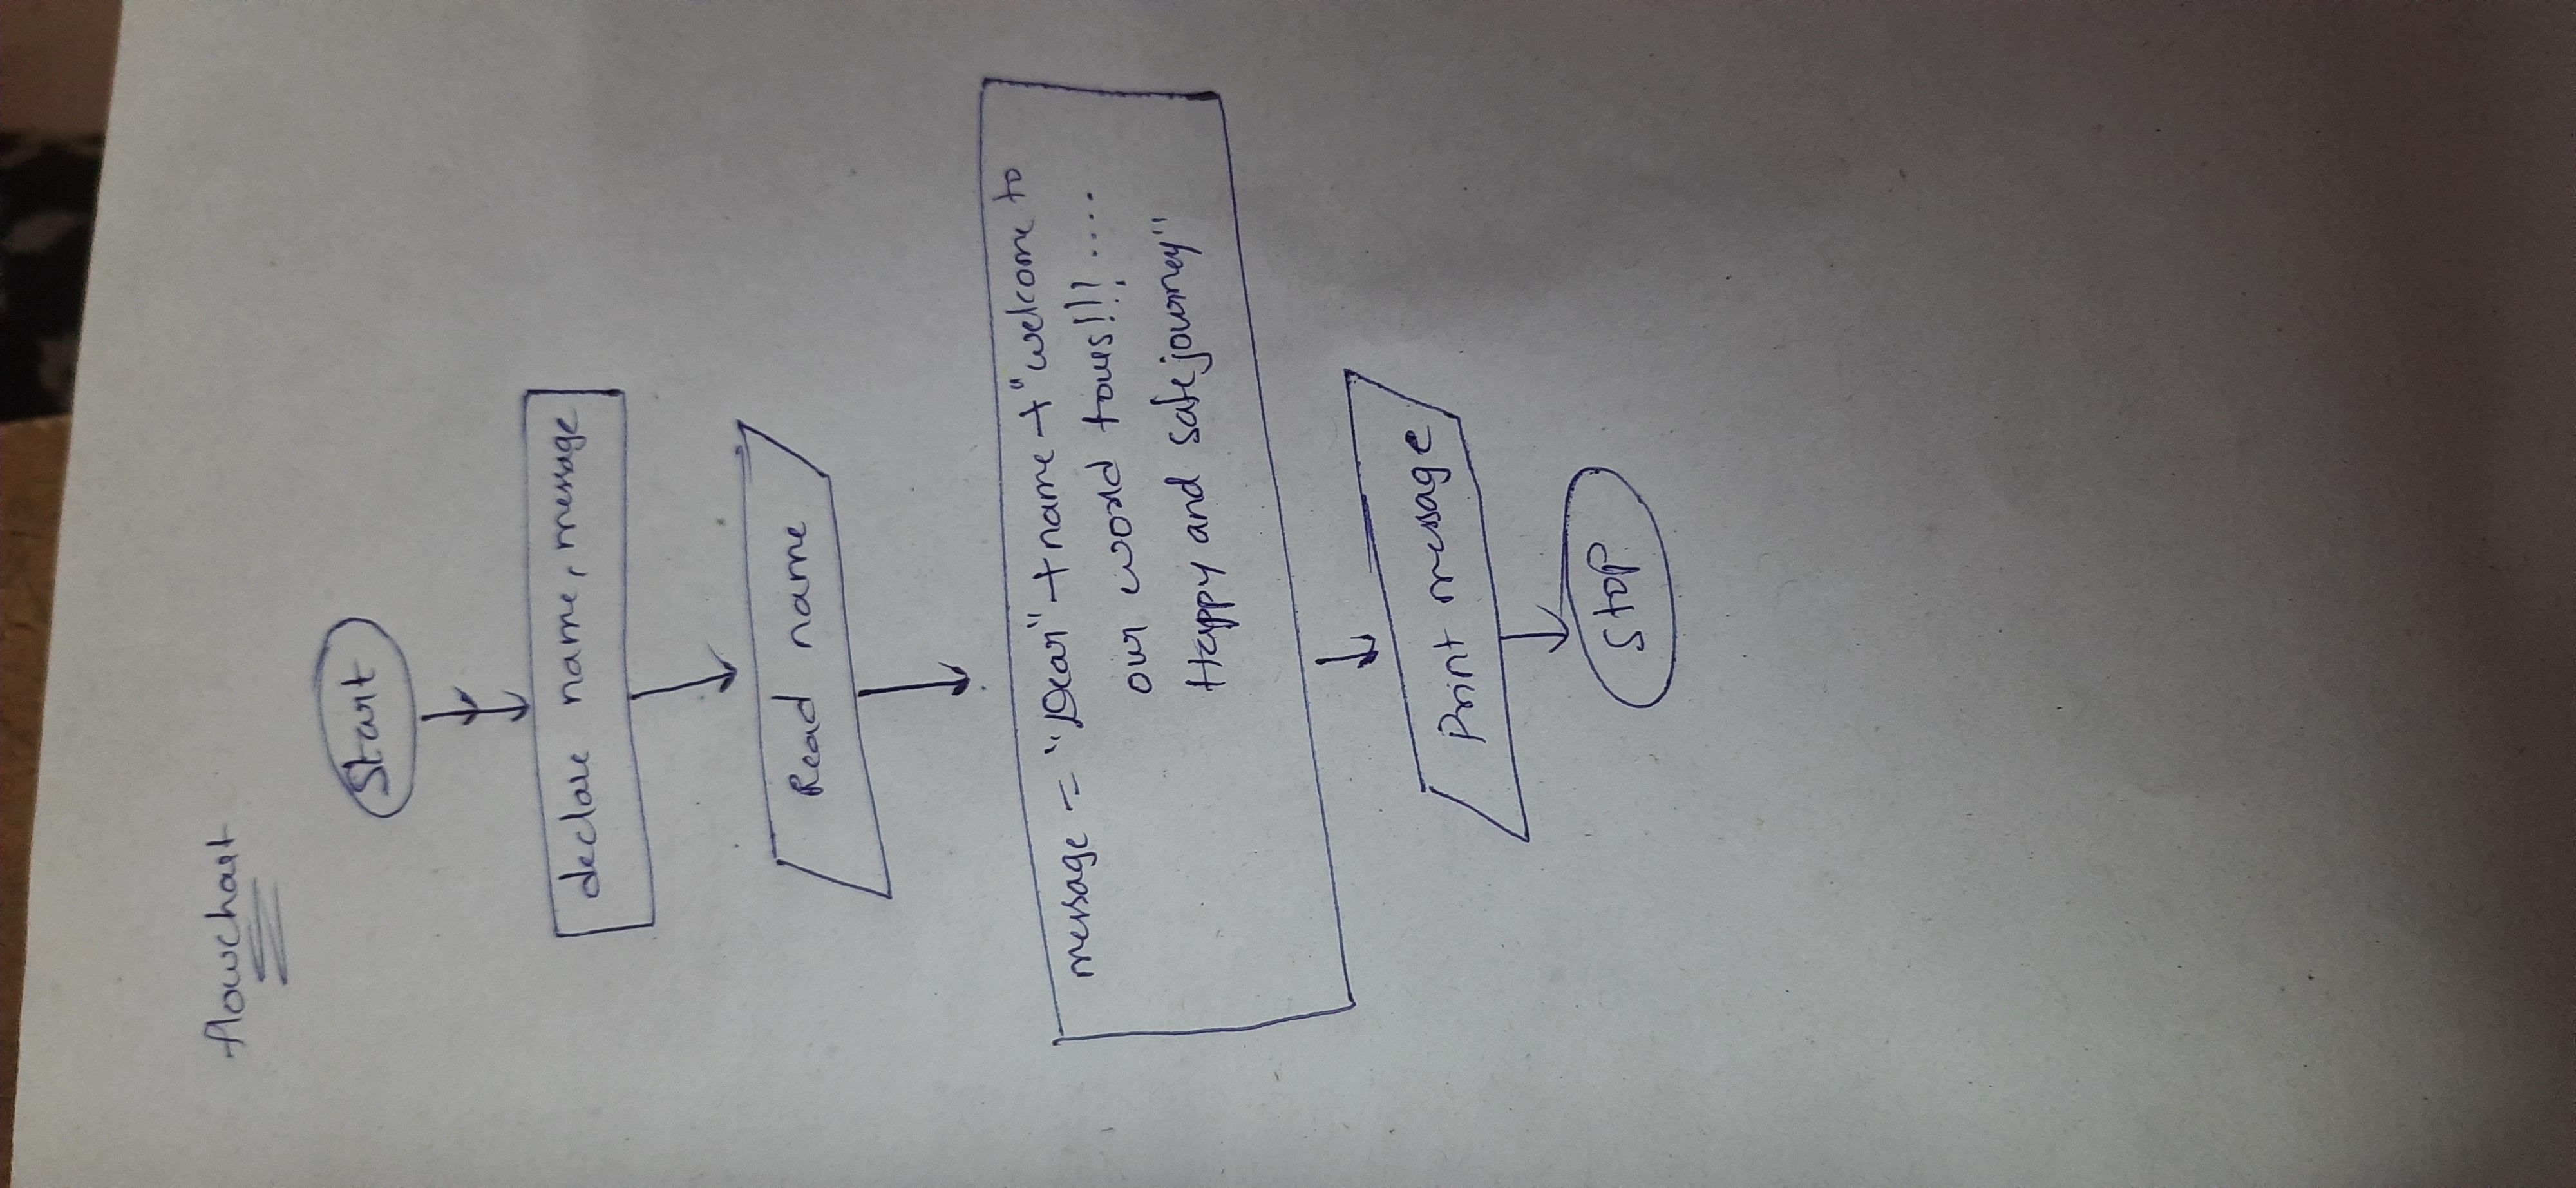 flowchart
Start
declare name, message
Read name
message = "Dear" + name + "welcome to
our world tours!!! ....
Happy and safe journey"
Print message
Stop